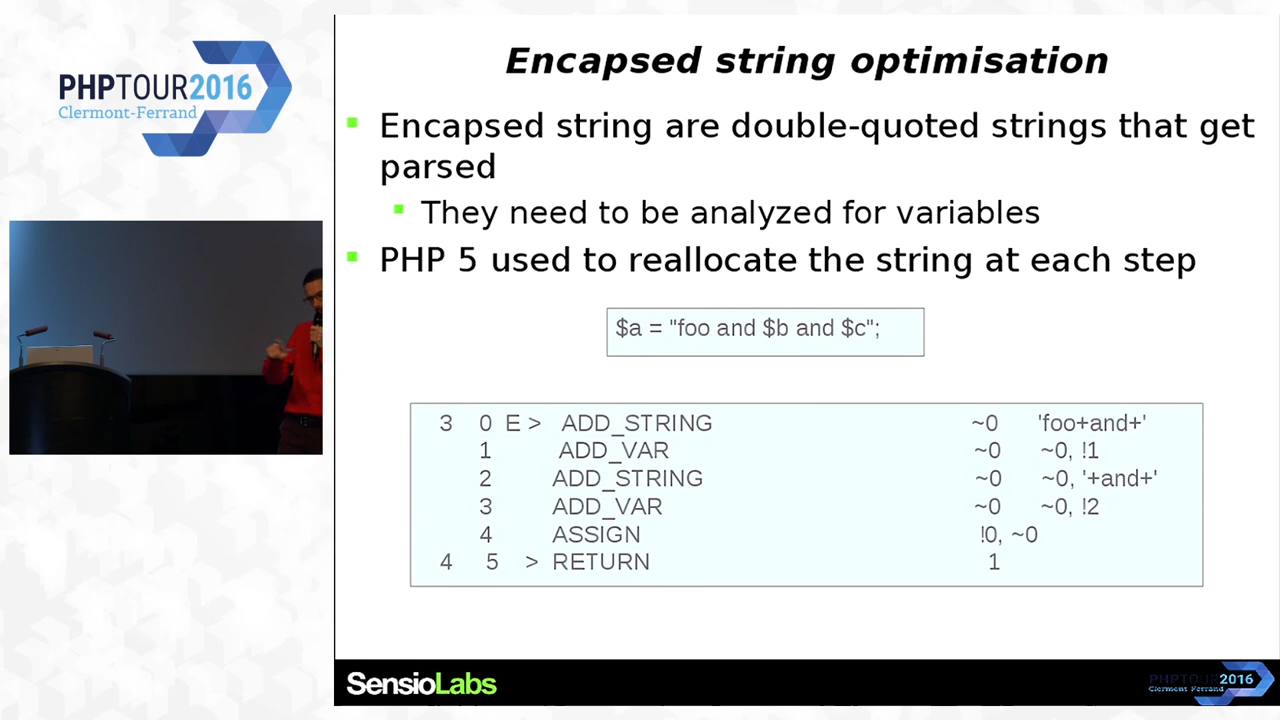 PHPTOUR2016
Clermont-Ferrand
Encapsed string optimisation
Encapsed string are double-quoted strings that get
parsed
They need to be analyzed for variables
PHP 5 used to reallocate the string at each step
$a = "foo and $b and $c";
3 0 E > ADD_STRING ~0 'foo+and+'
1 ADD_VAR ~0 ~0, !1
2 ADD_STRING ~0 ~0, '+and+'
3 ADD_VAR ~0 ~0, !2
4 ASSIGN !0, ~0
4 5 > RETURN 1
SensioLabs
PHPTOUR2016
Clermont-Ferrand